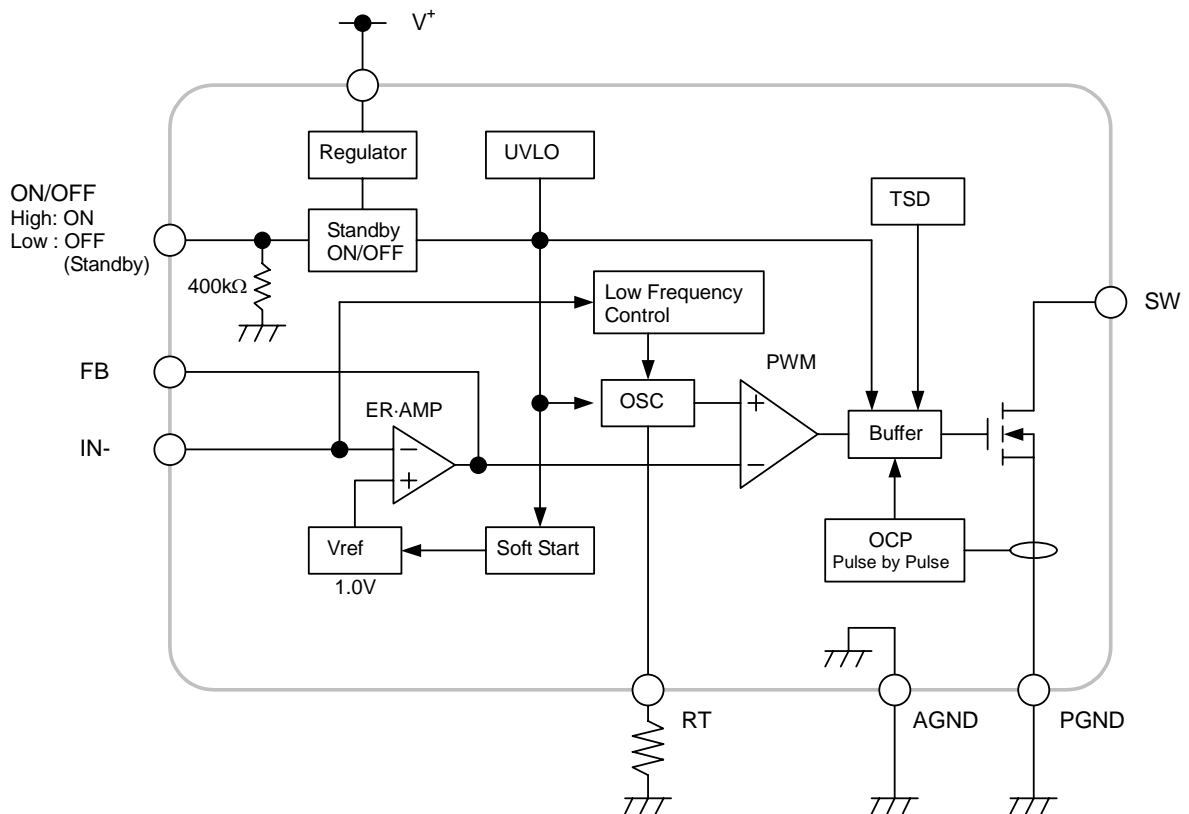 V+
Regulator
UVLO
TSD
ON/OFF
High: ON
Low : OFF
(Standby)
Standby
ON/OFF
400kΩ
Low Frequency
Control
SW
FB
PWM
OSC
+
ER·AMP
Buffer
IN-
−
+
−
Vref
1.0V
Soft Start
OCP
Pulse by Pulse
RT
AGND
PGND